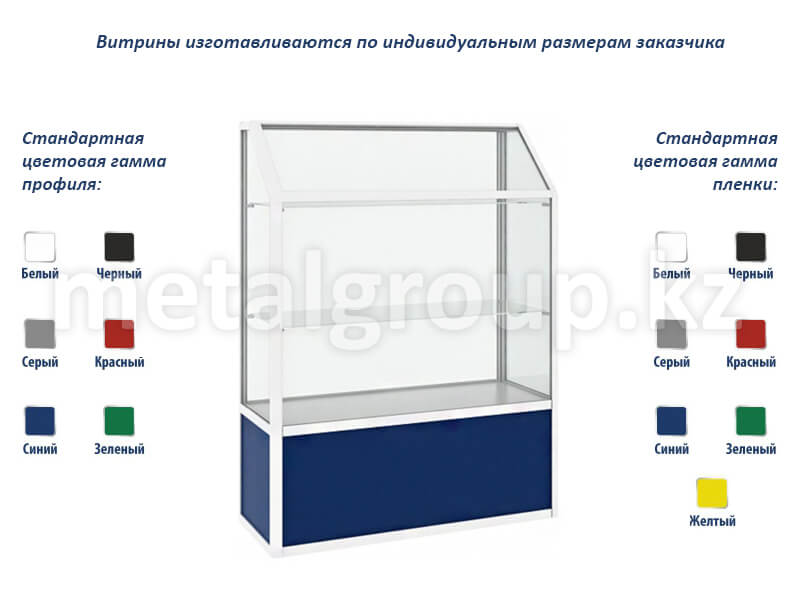 Витрины изготавливаются по индивидуальным размерам заказчика
Стандартная
цветовая гамма
профиля:
Белый
Черный
Серый
Красный
Синий
Зеленый
Стандартная
цветовая гамма
пленки:
Белый
Черный
Серый
Красный
Синий
Зеленый
Желтый
metalgroup.kz